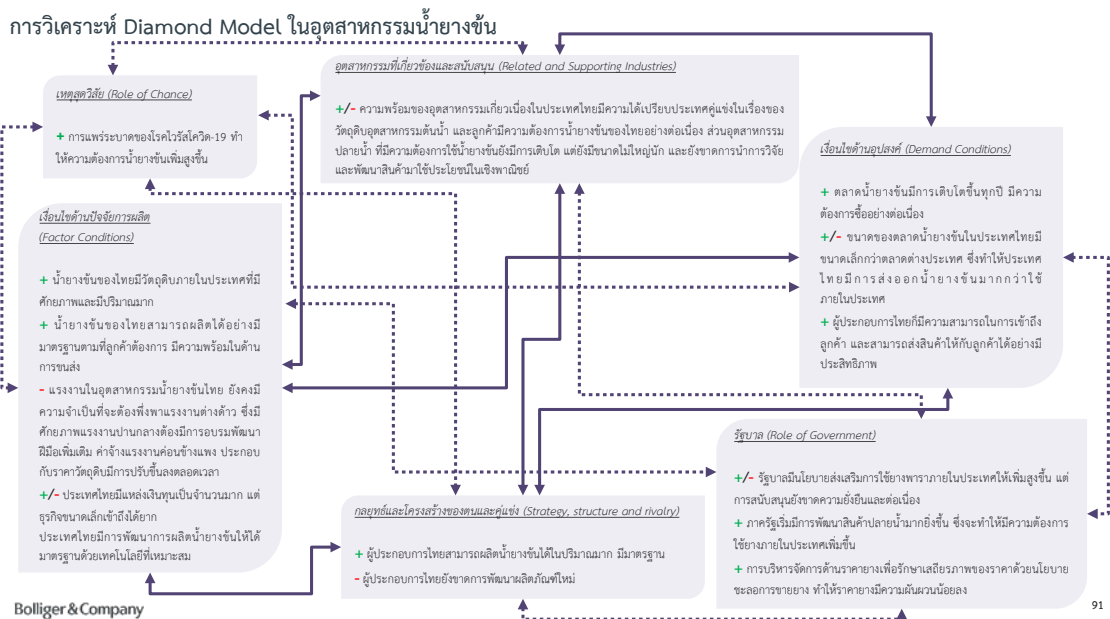 การวิเคราะห์ Diamond Model ในอุตสาหกรรมน้ำยางข้น
เหตุสุดวิสัย (Role of Chance)
+ การแพร่ระบาดของโรคไวรัสโควิด-19 ทำ
ให้ความต้องการน้ำยางข้นเพิ่มสูงขึ้น
อุตสาหกรรมที่เกี่ยวข้องและสนับสนุน (Related and Supporting Industries)
+/- ความพร้อมของอุตสาหกรรมเกี่ยวเนื่องในประเทศไทยมีความได้เปรียบประเทศคู่แข่งในเรื่องของ
วัตถุดิบอุตสาหกรรมต้นน้ำ และลูกค้ามีความต้องการน้ำยางข้นของไทยอย่างต่อเนื่อง ส่วนอุตสาหกรรม
ปลายน้ำ ที่มีความต้องการใช้น้ำยางข้นยังมีการเติบโต แต่ยังมีขนาดไม่ใหญ่นัก และยังขาดการนำการวิจัย
และพัฒนาสินค้ามาใช้ประโยชน์ในเชิงพาณิชย์
เงื่อนไขด้านอุปสงค์ (Demand Conditions)
+ ตลาดน้ำยางข้นมีการเติบโตขึ้นทุกปี มีความ
ต้องการซื้ออย่างต่อเนื่อง
+/- ขนาดของตลาดน้ำยางข้นในประเทศไทยมี
ขนาดเล็กกว่าตลาดต่างประเทศ ซึ่งทำให้ประเทศ
ไทยมีการส่งออกน้ำยางข้นมากกว่าใช้
ภายในประเทศ
+ ผู้ประกอบการไทยก็มีความสามารถในการเข้าถึง
ลูกค้า และสามารถส่งสินค้าให้กับลูกค้าได้อย่างมี
ประสิทธิภาพ
เงื่อนไขด้านปัจจัยการผลิต
(Factor Conditions)
+ น้ำยางข้นของไทยมีวัตถุดิบภายในประเทศที่มี
ศักยภาพและมีปริมาณมาก
+ น้ำยางข้นของไทยสามารถผลิตได้อย่างมี
มาตรฐานตามที่ลูกค้าต้องการ มีความพร้อมในด้าน
การขนส่ง
- แรงงานในอุตสาหกรรมน้ำยางข้นไทย ยังคงมี
ความจำเป็นที่จะต้องพึ่งพาแรงงานต่างด้าว ซึ่งมี
ศักยภาพแรงงานปานกลางต้องมีการอบรมพัฒนา
ฝีมือเพิ่มเติม ค่าจ้างแรงงานค่อนข้างแพง ประกอบ
กับราคาวัตถุดิบมีการปรับขึ้นลงตลอดเวลา
+/- ประเทศไทยมีแหล่งเงินทุนเป็นจำนวนมาก แต่
ธุรกิจขนาดเล็กเข้าถึงได้ยาก
ประเทศไทยมีการพัฒนาการผลิตน้ำยางข้นให้ได้
มาตรฐานด้วยเทคโนโลยีที่เหมาะสม
รัฐบาล (Role of Government)
+/- รัฐบาลมีนโยบายส่งเสริมการใช้ยางพาราภายในประเทศให้เพิ่มสูงขึ้น แต่
การสนับสนุนยังขาดความยั่งยืนและต่อเนื่อง
+ ภาครัฐเริ่มมีการพัฒนาสินค้าปลายน้ำมากยิ่งขึ้น ซึ่งจะทำให้มีความต้องการ
ใช้ยางภายในประเทศเพิ่มขึ้น
+ การบริหารจัดการด้านราคายางเพื่อรักษาเสถียรภาพของราคาด้วยนโยบาย
ชะลอการขายยาง ทำให้ราคายางมีความผันผวนน้อยลง
กลยุทธ์และโครงสร้างของตนและคู่แข่ง (Strategy, structure and rivalry)
+ ผู้ประกอบการไทยสามารถผลิตน้ำยางข้นได้ในปริมาณมาก มีมาตรฐาน
- ผู้ประกอบการไทยยังขาดการพัฒนาผลิตภัณฑ์ใหม่
Bolliger & Company
91